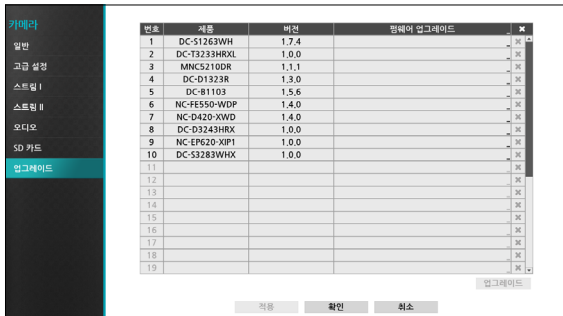 카메라
일반
고급 설정
스트림 I
스트림 II
오디오
SD 카드
업그레이드
번호 제품 버전 펌웨어 업그레이드 _ ✖
1 DC-S1263WH 1,7,4 _ ✖
2 DC-T3233HRXL 1,0,0 _ ✖
3 MNC5210DR 1,1,1 _ ✖
4 DC-D1323R 1,3,0 _ ✖
5 DC-B1103 1,5,6 _ ✖
6 NC-FE550-WDP 1,4,0 _ ✖
7 NC-D420-XWD 1,4,0 _ ✖
8 DC-D3243HRX 1,0,0 _ ✖
9 NC-EP620-XIP1 1,0,0 _ ✖
10 DC-S3283WHX 1,0,0 _ ✖
11 _ ✖
12 _ ✖
13 _ ✖
14 _ ✖
15 _ ✖
16 _ ✖
17 _ ✖
18 _ ✖
19 _ ✖
업그레이드
적용 확인 취소